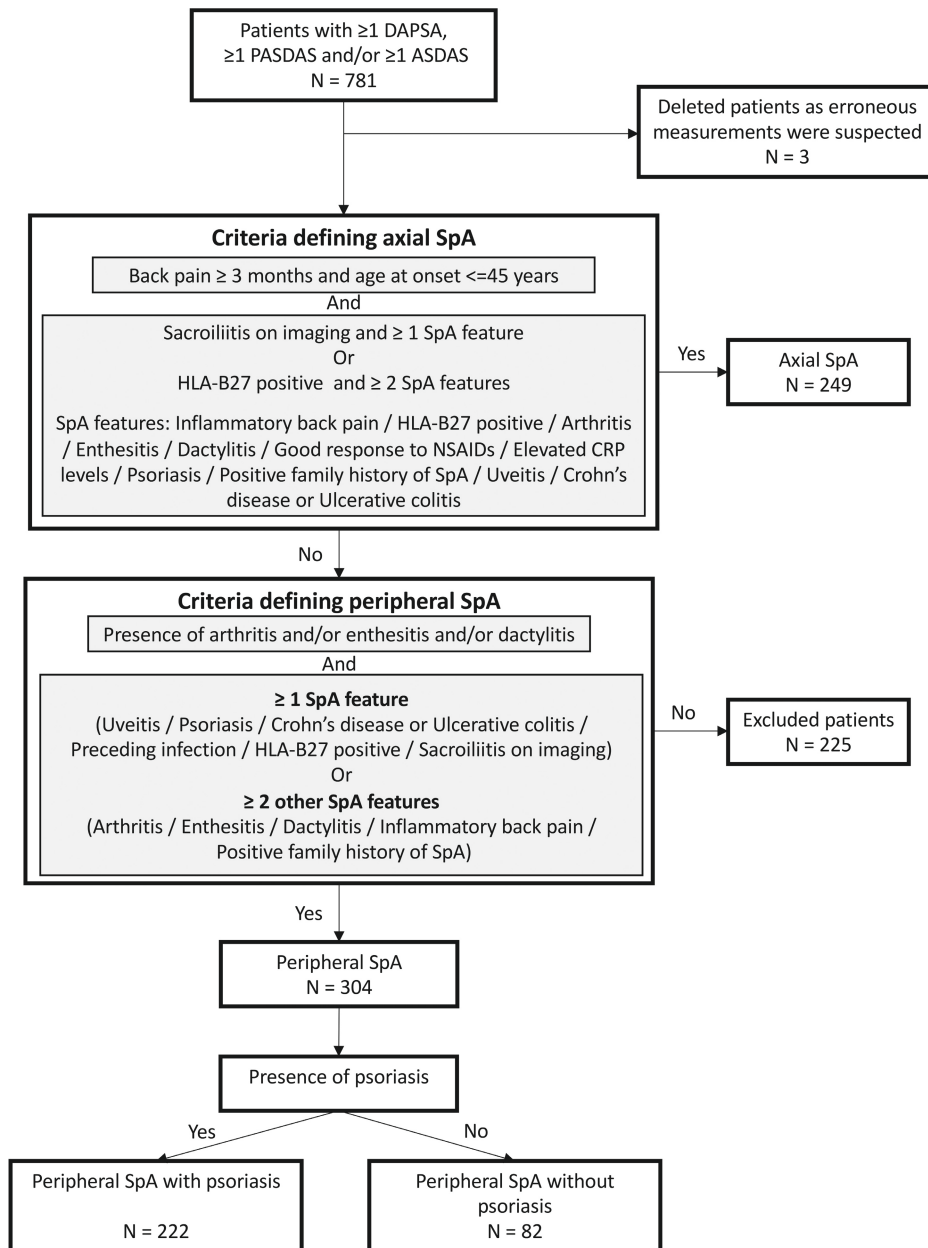 Patients with ≥1 DAPSA,
≥1 PASDAS and/or ≥1 ASDAS
N = 781
Deleted patients as erroneous
measurements were suspected
N = 3
Criteria defining axial SpA
Back pain ≥ 3 months and age at onset <=45 years
And
Sacroiliitis on imaging and ≥ 1 SpA feature
Or
HLA-B27 positive and ≥ 2 SpA features
SpA features: Inflammatory back pain / HLA-B27 positive / Arthritis
/ Enthesitis / Dactylitis / Good response to NSAIDs / Elevated CRP
levels / Psoriasis / Positive family history of SpA / Uveitis / Crohn's
disease or Ulcerative colitis
Yes
Axial SpA
N = 249
No
Criteria defining peripheral SpA
Presence of arthritis and/or enthesitis and/or dactylitis
And
≥ 1 SpA feature
(Uveitis / Psoriasis / Crohn's disease or Ulcerative colitis /
Preceding infection / HLA-B27 positive / Sacroiliitis on imaging)
Or
≥ 2 other SpA features
(Arthritis / Enthesitis / Dactylitis / Inflammatory back pain /
Positive family history of SpA)
No
Excluded patients
N = 225
Yes
Peripheral SpA
N = 304
Presence of psoriasis
Yes
No
Peripheral SpA with psoriasis
N = 222
Peripheral SpA without
psoriasis
N = 82